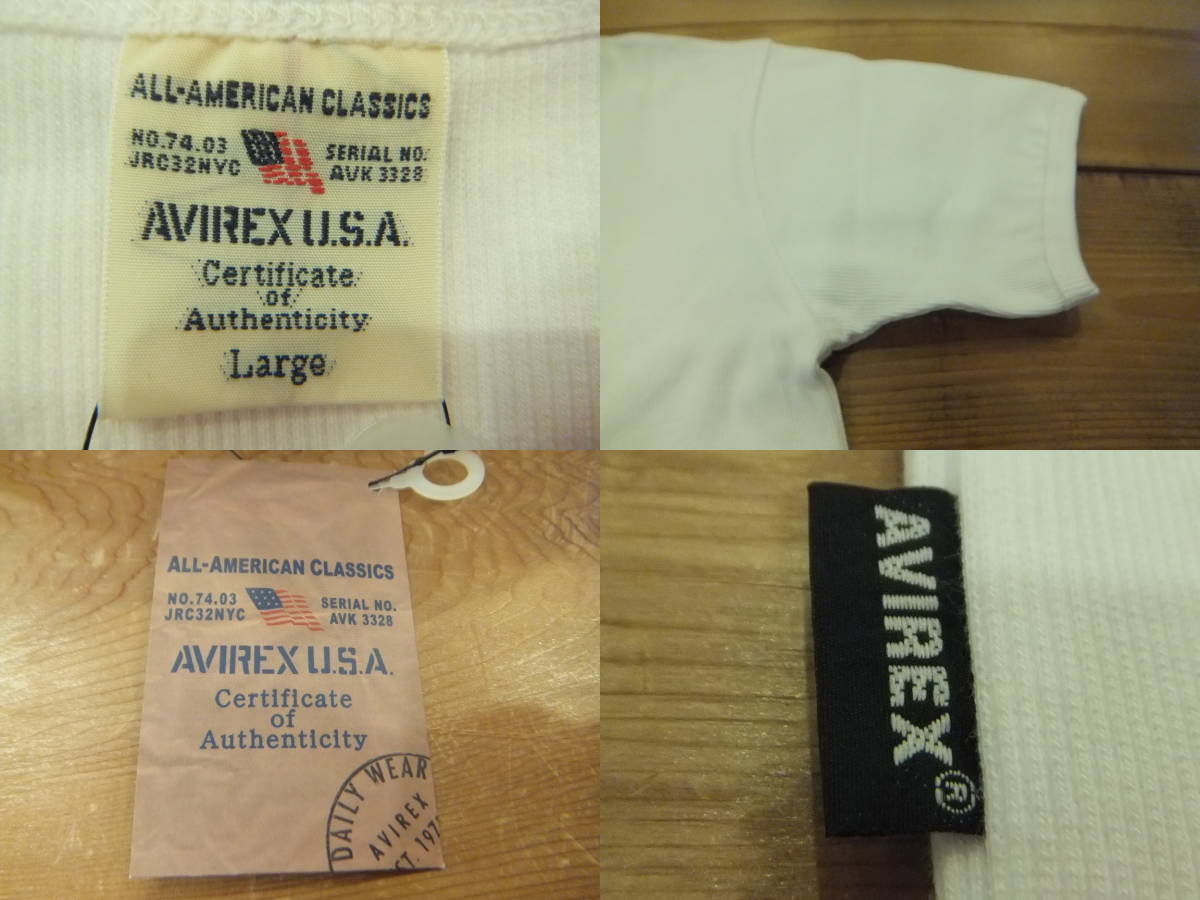 ALL-AMERICAN CLASSICS
NO.74.03
JRC32NYC
SERIAL NO.
AVK 3328
AVIREX U.S.A.
Certificate
of
Authenticity
Large
ALL-AMERICAN CLASSICS
NO.74.03
JRC32NYC
SERIAL NO.
AVK 3328
AVIREX U.S.A.
Certificate
of
Authenticity
DAILY WEAR
AVIREX
AVIREX®